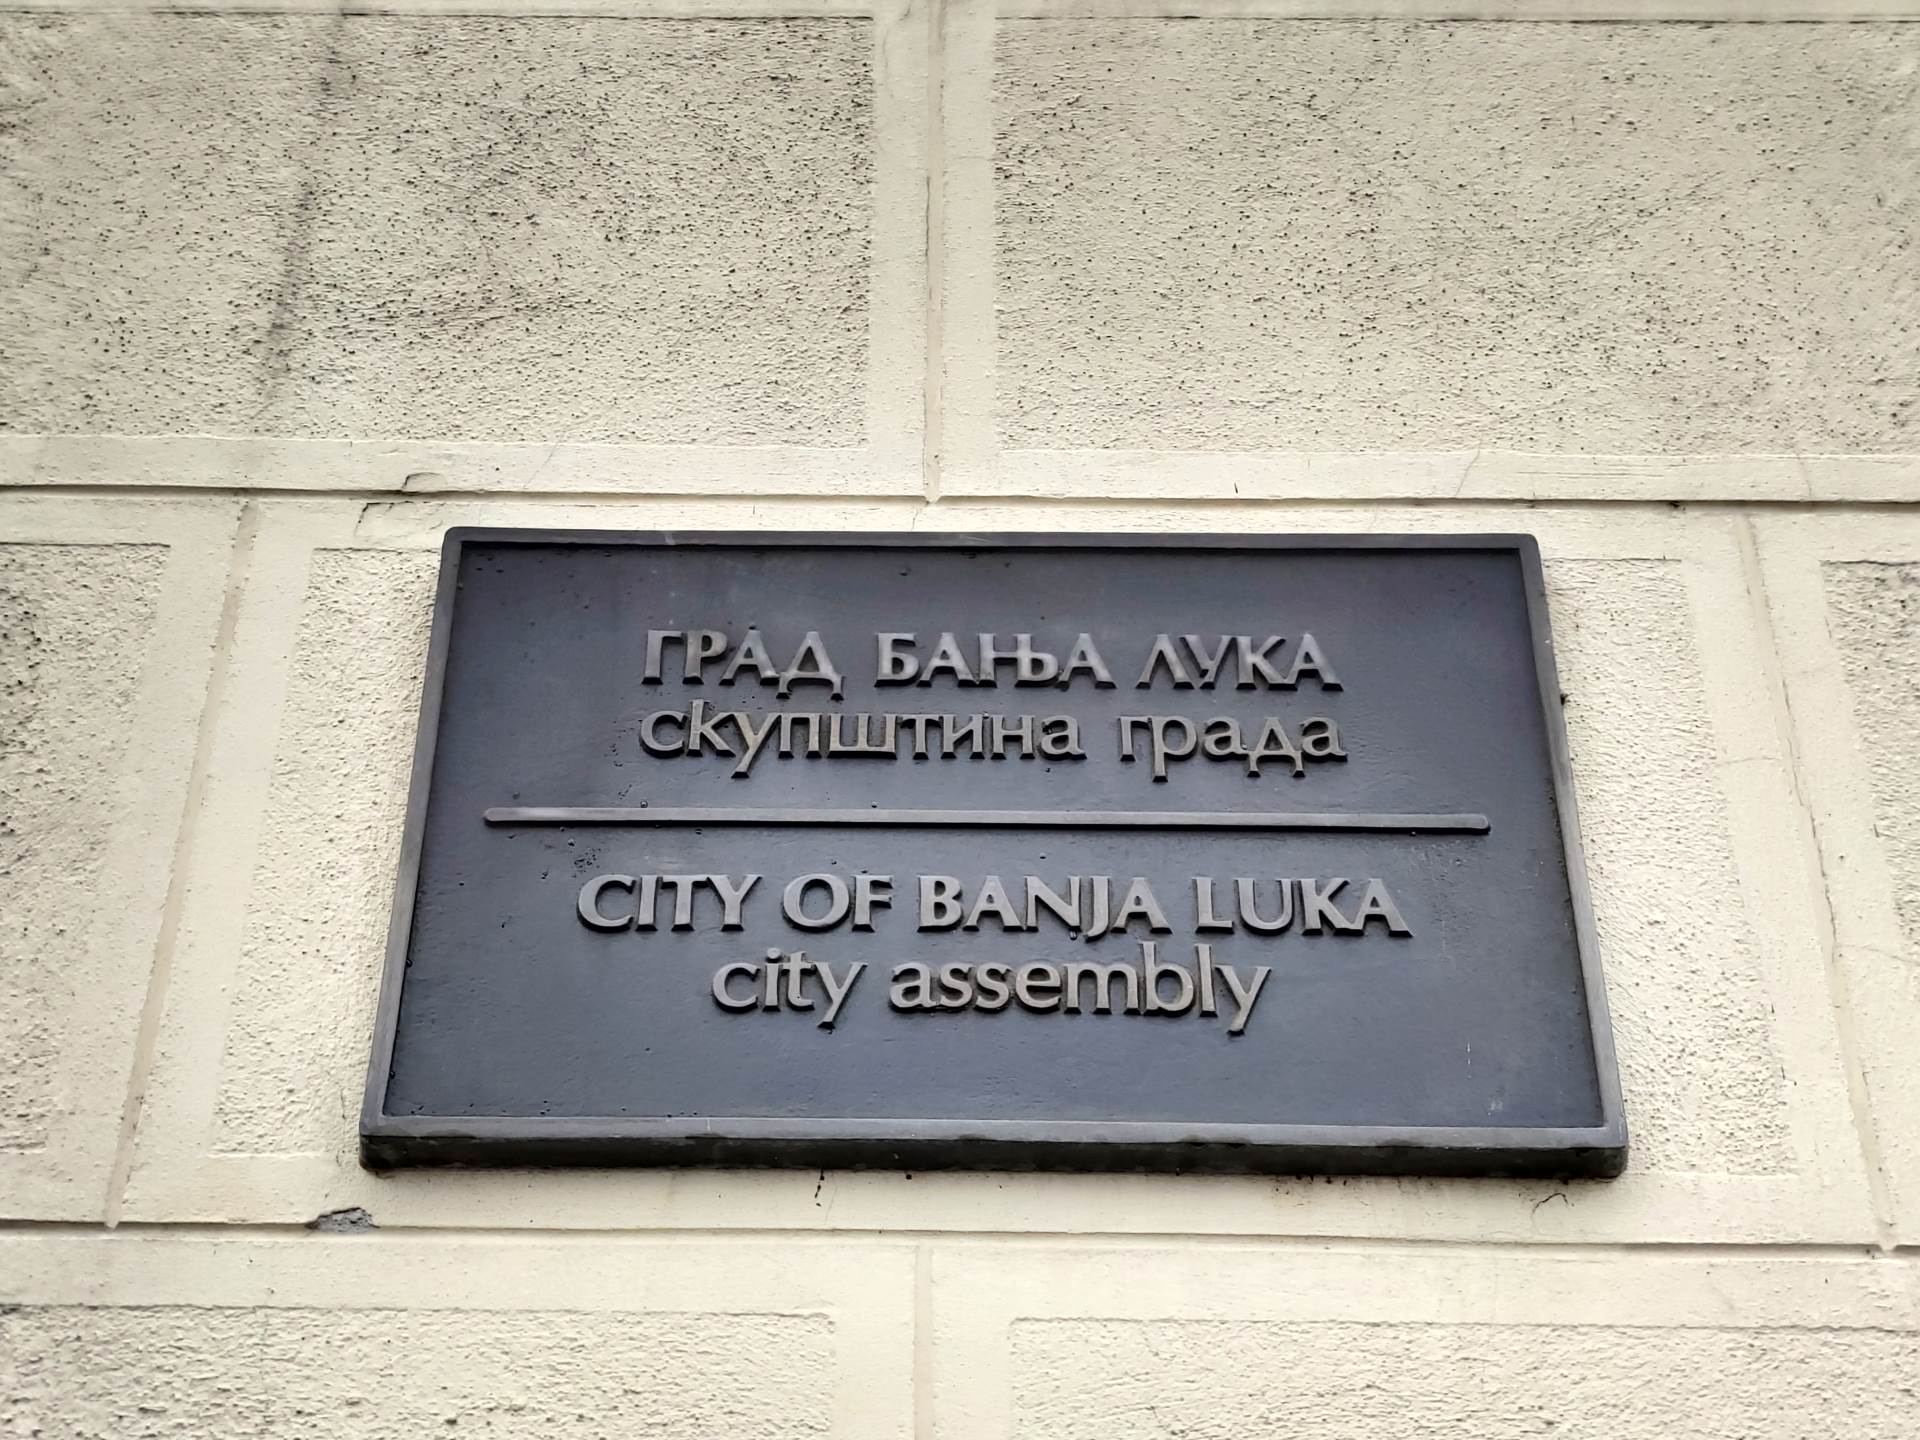 ГРАД БАЊА ЛУКА
скупштина града
CITY OF BANJA LUKA
city assembly